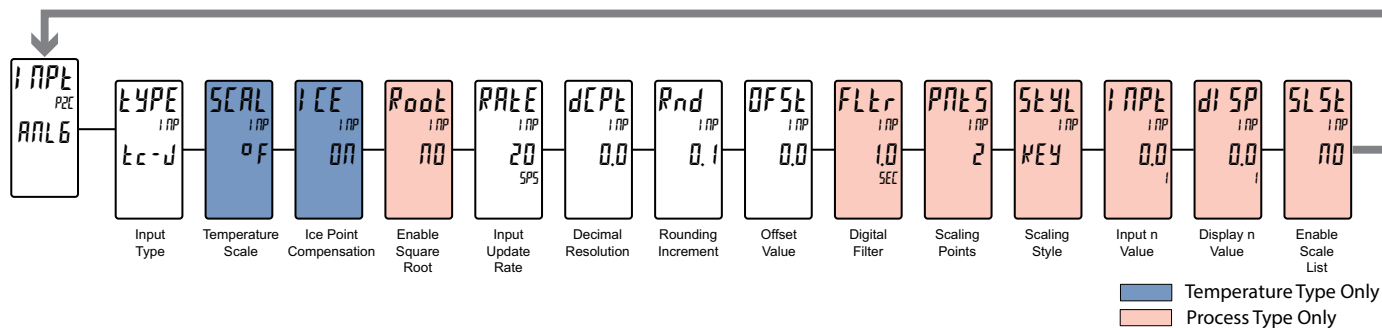 INPt
P2C
ANLG
tYPE
INP
tc-J
Input
Type
SCAL
INP
°F
Temperature
Scale
ICE
INP
ON
Ice Point
Compensation
Root
INP
NO
Enable
Square
Root
RAtE
INP
20
SPS
Input
Update
Rate
dCPt
INP
0.0
Decimal
Resolution
Rnd
INP
0.1
Rounding
Increment
OFSt
INP
0.0
Offset
Value
FLtr
INP
1.0
SEC
Digital
Filter
PNtS
INP
2
Scaling
Points
StYL
INP
KEY
Scaling
Style
INPt
INP
0.0
1
Input n
Value
dISP
INP
0.0
1
Display n
Value
SLSt
INP
NO
Enable
Scale
List
Temperature Type Only
Process Type Only